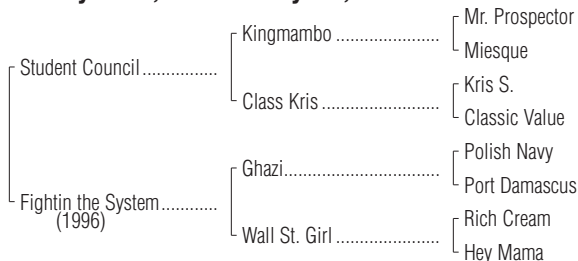 Mr. Prospector
Kingmambo ......................
Miesque
Student Council ................
Kris S.
Class Kris .........................
Classic Value
Polish Navy
Ghazi................................
Port Damascus
Fightin the System ............
(1996)
Rich Cream
Wall St. Girl ......................
Hey Mama